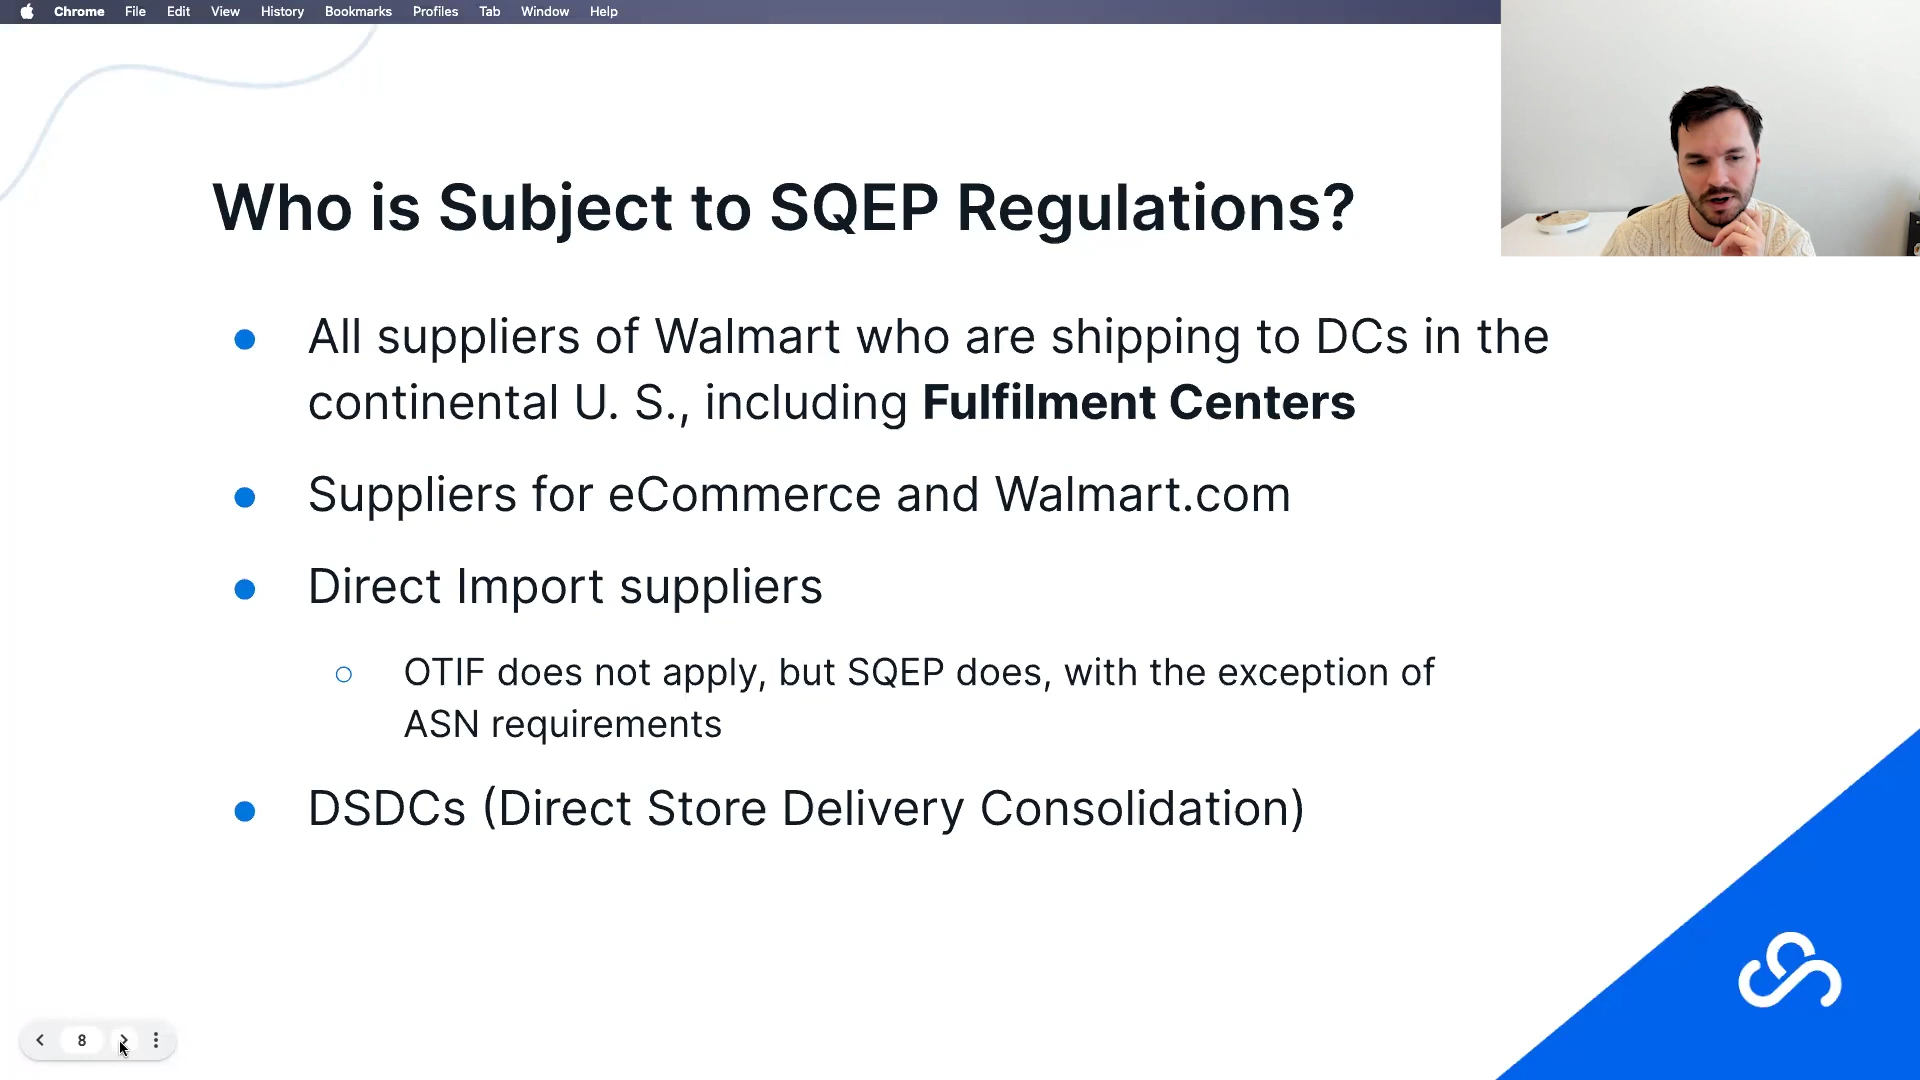 Chrome File Edit View History Bookmarks Profiles Tab Window Help
Who is Subject to SQEP Regulations?
All suppliers of Walmart who are shipping to DCs in the
continental U. S., including Fulfilment Centers
Suppliers for eCommerce and Walmart.com
Direct Import suppliers
OTIF does not apply, but SQEP does, with the exception of
ASN requirements
DSDCs (Direct Store Delivery Consolidation)
8